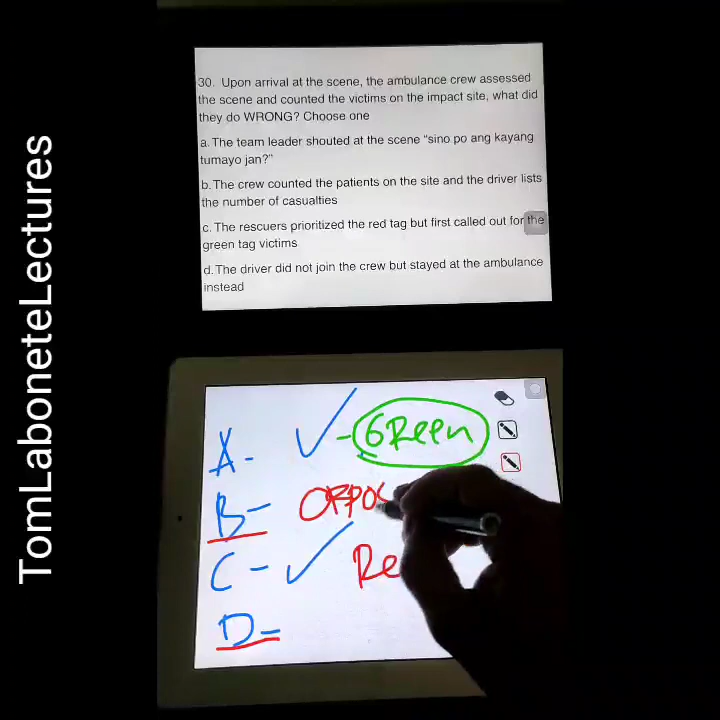 TomLaboneteLectures
30. Upon arrival at the scene, the ambulance crew assessed
the scene and counted the victims on the impact site, what did
they do WRONG? Choose one
a. The team leader shouted at the scene “sino po ang kayang
tumayo jan?”
b. The crew counted the patients on the site and the driver lists
the number of casualties
c. The rescuers prioritized the red tag but first called out for the
green tag victims
d. The driver did not join the crew but stayed at the ambulance
instead
A- ✓ - GReen
B=
C - ✓ Re
D=